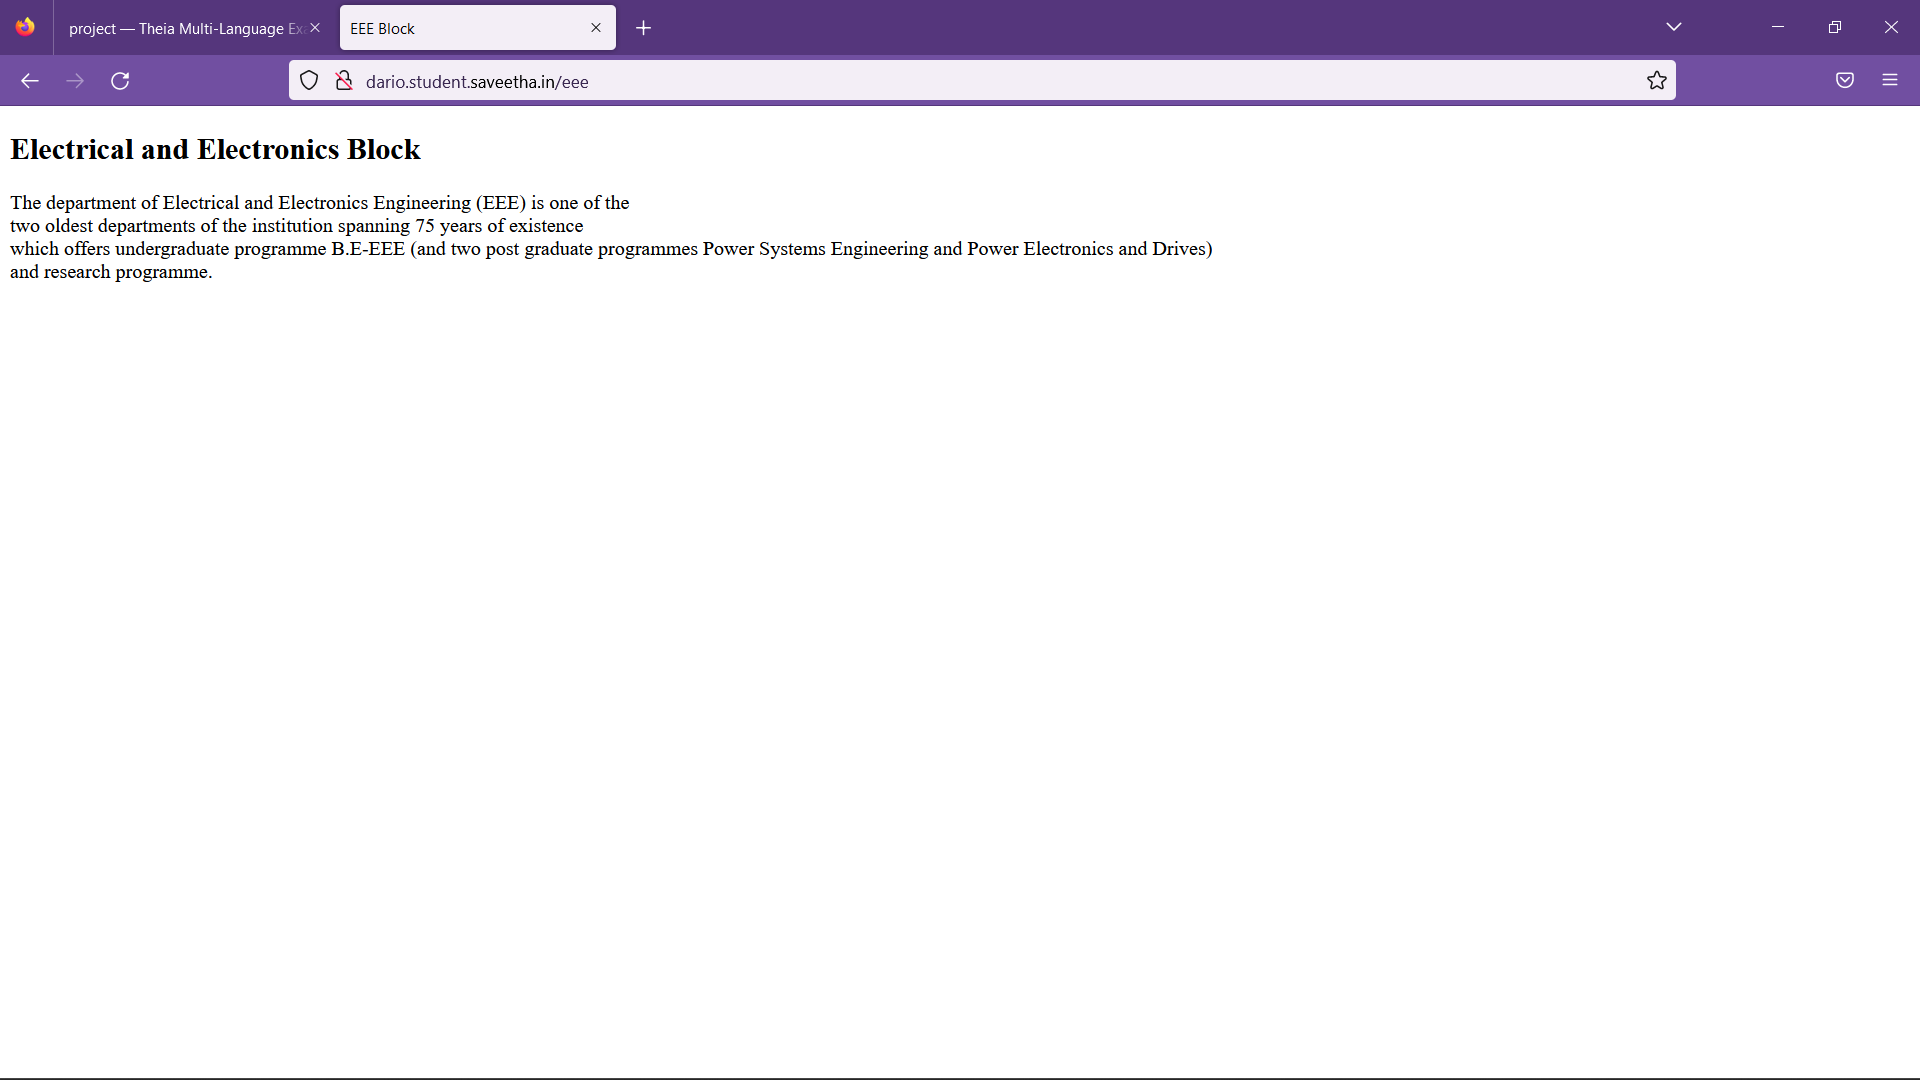 project — Theia Multi-Language Ex
EEE Block
dario.student.saveetha.in/eee
Electrical and Electronics Block
The department of Electrical and Electronics Engineering (EEE) is one of the
two oldest departments of the institution spanning 75 years of existence
which offers undergraduate programme B.E-EEE (and two post graduate programmes Power Systems Engineering and Power Electronics and Drives)
and research programme.